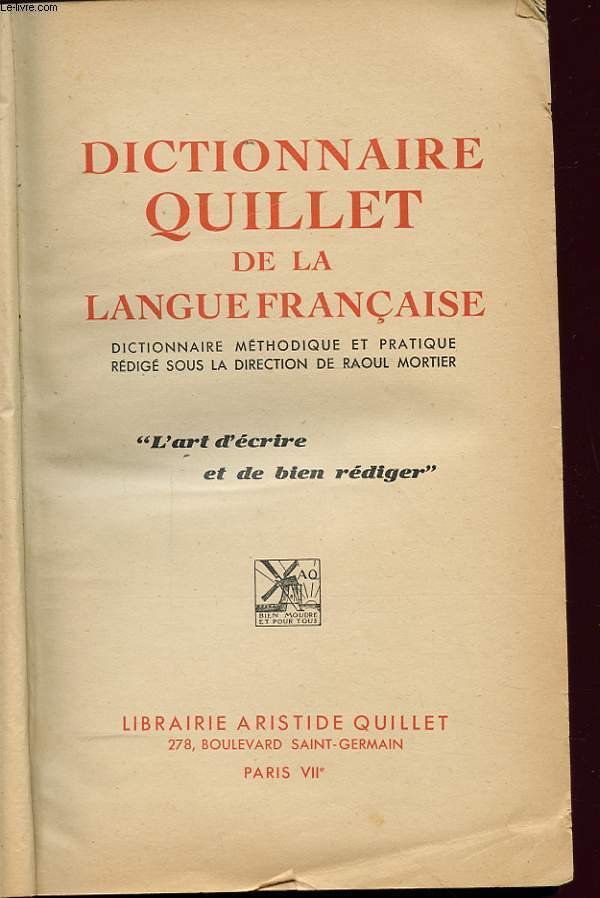 Le-livre.com
DICTIONNAIRE
QUILLET
DE LA
LANGUE FRANÇAISE
DICTIONNAIRE MÉTHODIQUE ET PRATIQUE
RÉDIGÉ SOUS LA DIRECTION DE RAOUL MORTIER
“L'art d'écrire
et de bien rédiger”
AQ
BIEN MOUDRE
ET POUR TOUS
LIBRAIRIE ARISTIDE QUILLET
278, BOULEVARD SAINT-GERMAIN
PARIS VIIe